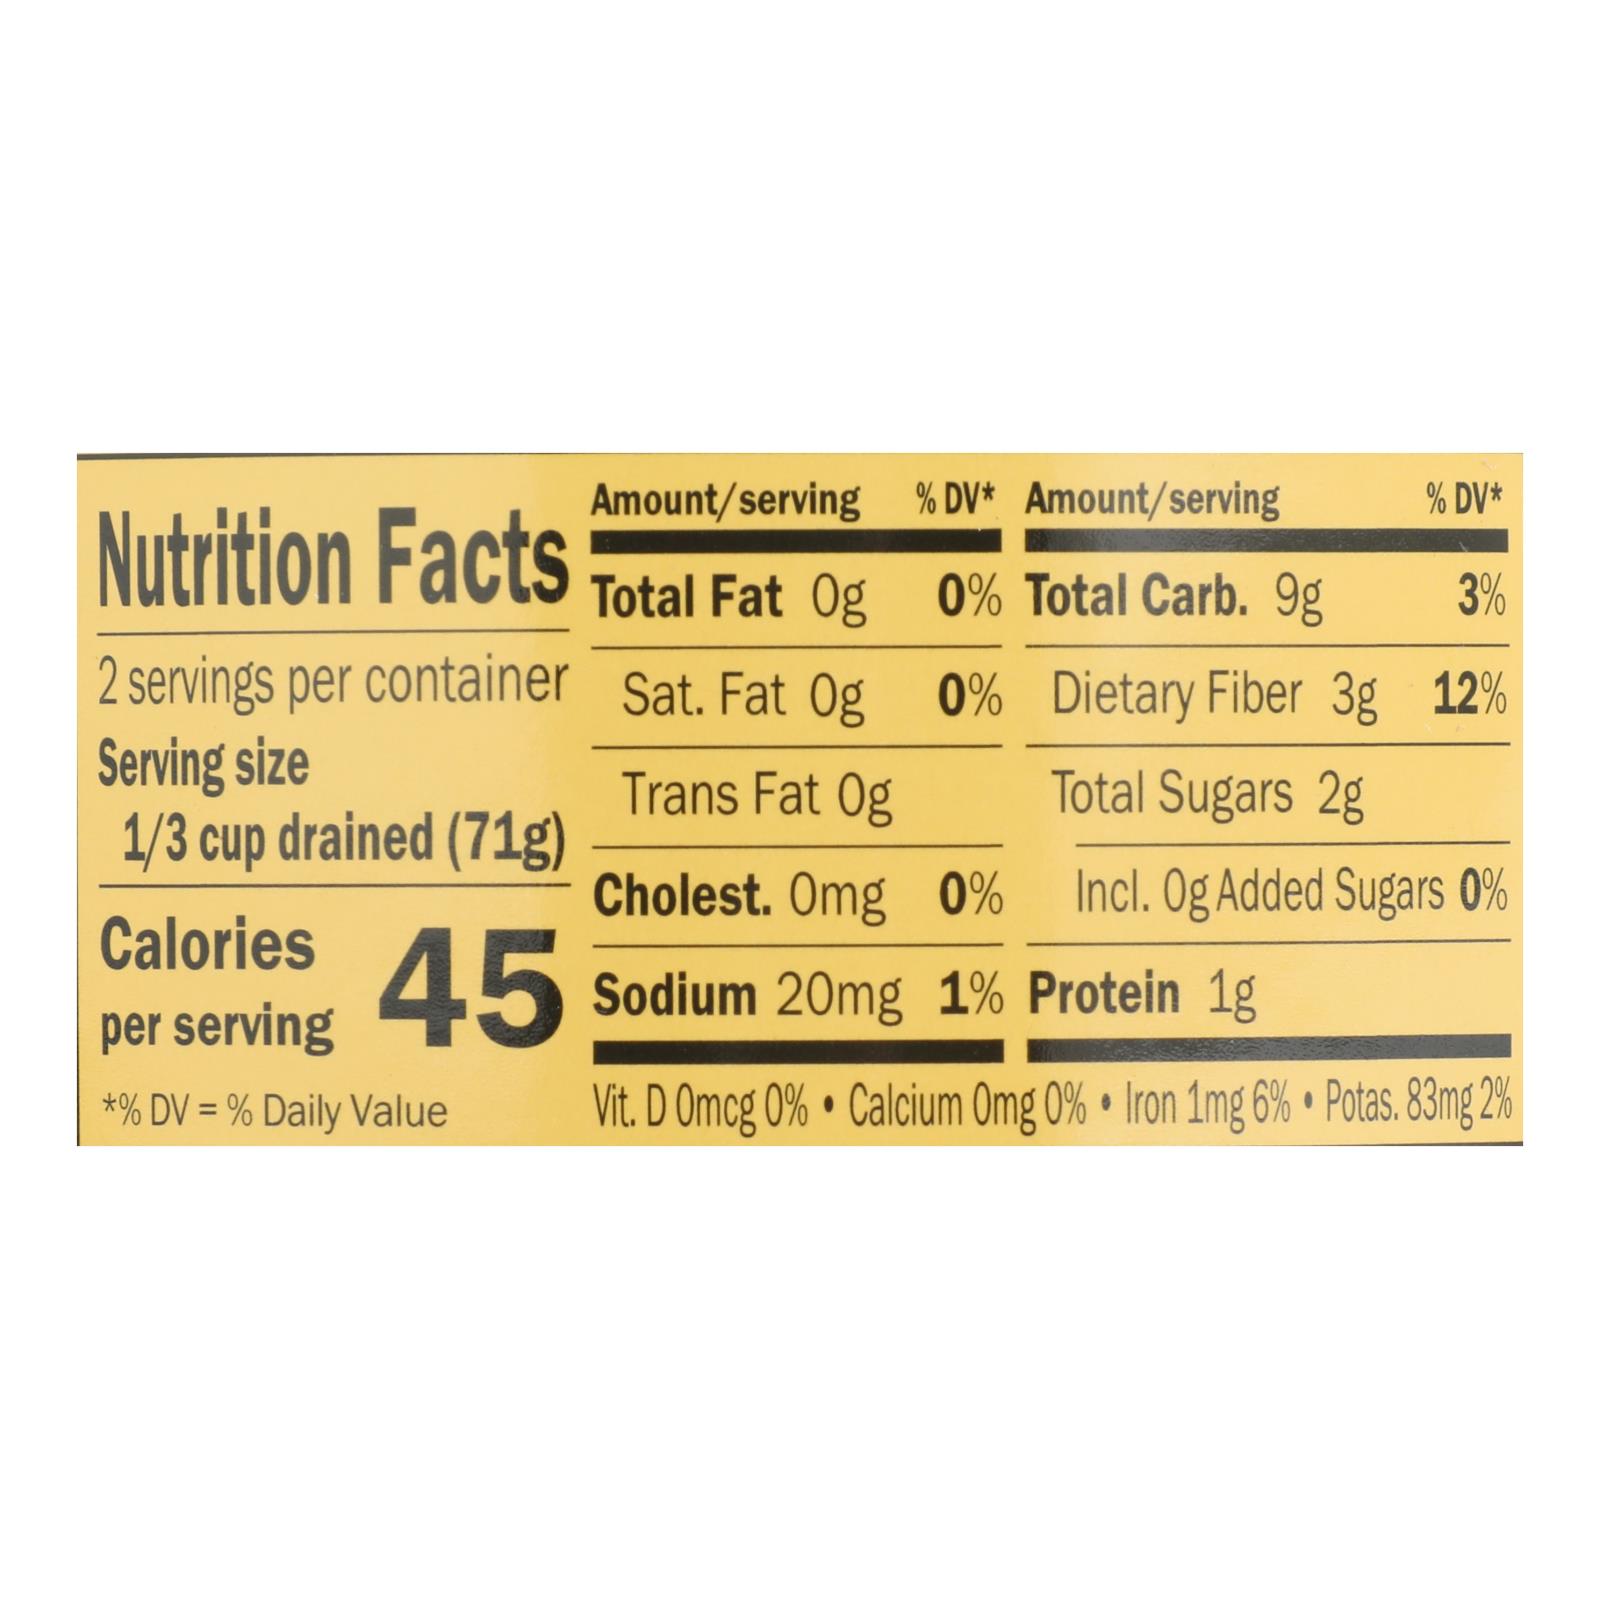 Nutrition Facts
2 servings per container
Serving size
1/3 cup drained (71g)
Calories
per serving 45
*% DV = % Daily Value
Amount/serving % DV*
Total Fat 0g 0%
Sat. Fat 0g 0%
Trans Fat 0g
Cholest. 0mg 0%
Sodium 20mg 1%
Amount/serving % DV*
Total Carb. 9g 3%
Dietary Fiber 3g 12%
Total Sugars 2g
Incl. 0g Added Sugars 0%
Protein 1g
Vit. D 0mcg 0% • Calcium 0mg 0% • Iron 1mg 6% • Potas. 83mg 2%